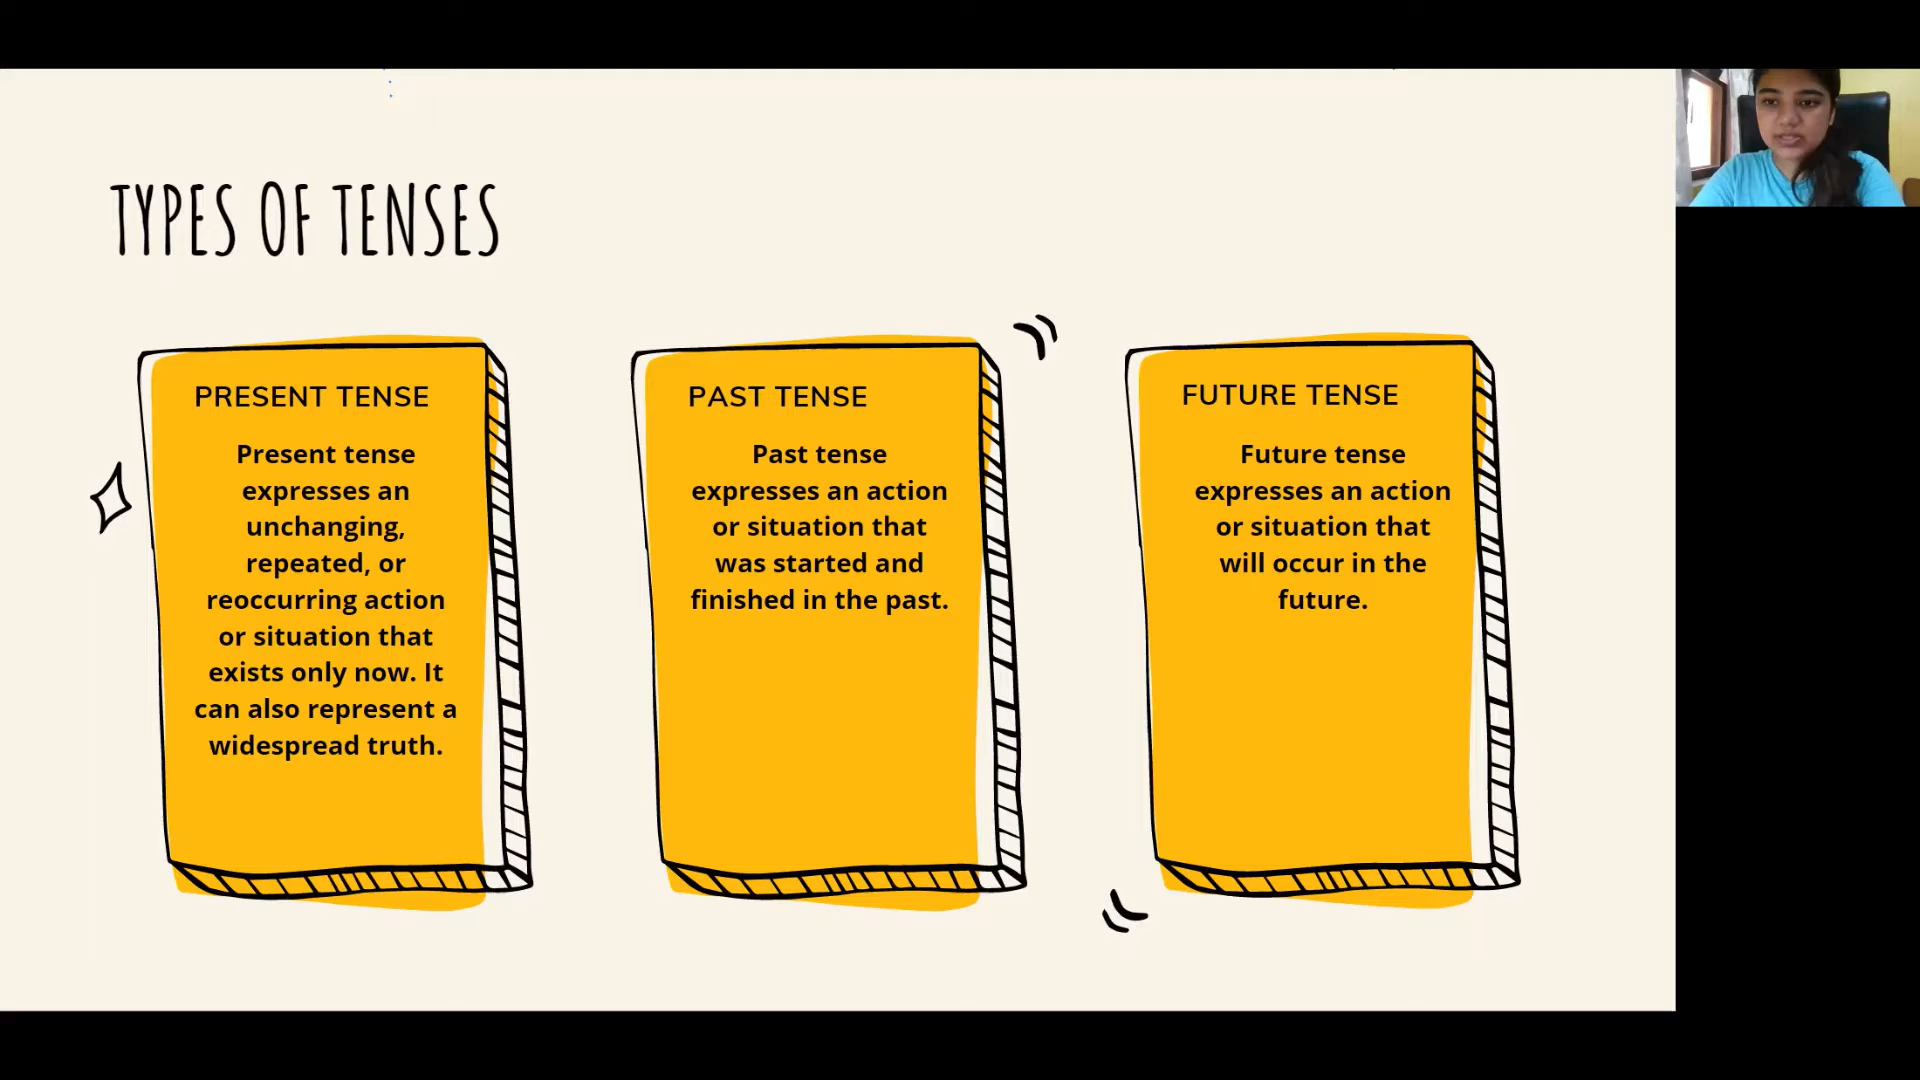 TYPES OF TENSES
PRESENT TENSE
Present tense
expresses an
unchanging,
repeated, or
reoccurring action
or situation that
exists only now. It
can also represent a
widespread truth.
PAST TENSE
Past tense
expresses an action
or situation that
was started and
finished in the past.
FUTURE TENSE
Future tense
expresses an action
or situation that
will occur in the
future.